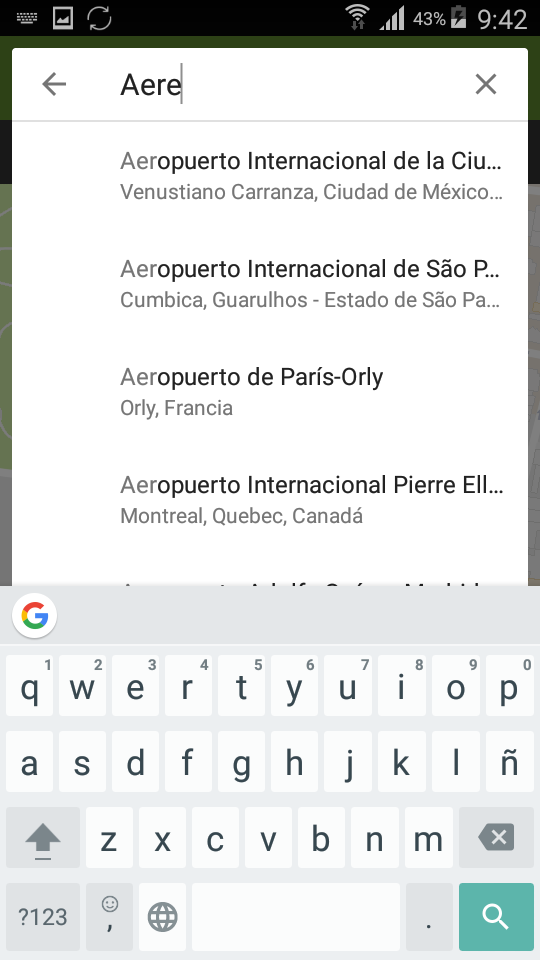 43% 9:42
Aere
Aeropuerto Internacional de la Ciu...
Venustiano Carranza, Ciudad de México...
Aeropuerto Internacional de São P...
Cumbica, Guarulhos - Estado de São Pa...
Aeropuerto de París-Orly
Orly, Francia
Aeropuerto Internacional Pierre Ell...
Montreal, Quebec, Canadá
G
1 2 3 4 5 6 7 8 9 0
q w e r t y u i o p
a s d f g h j k l ñ
z x c v b n m
?123 , .